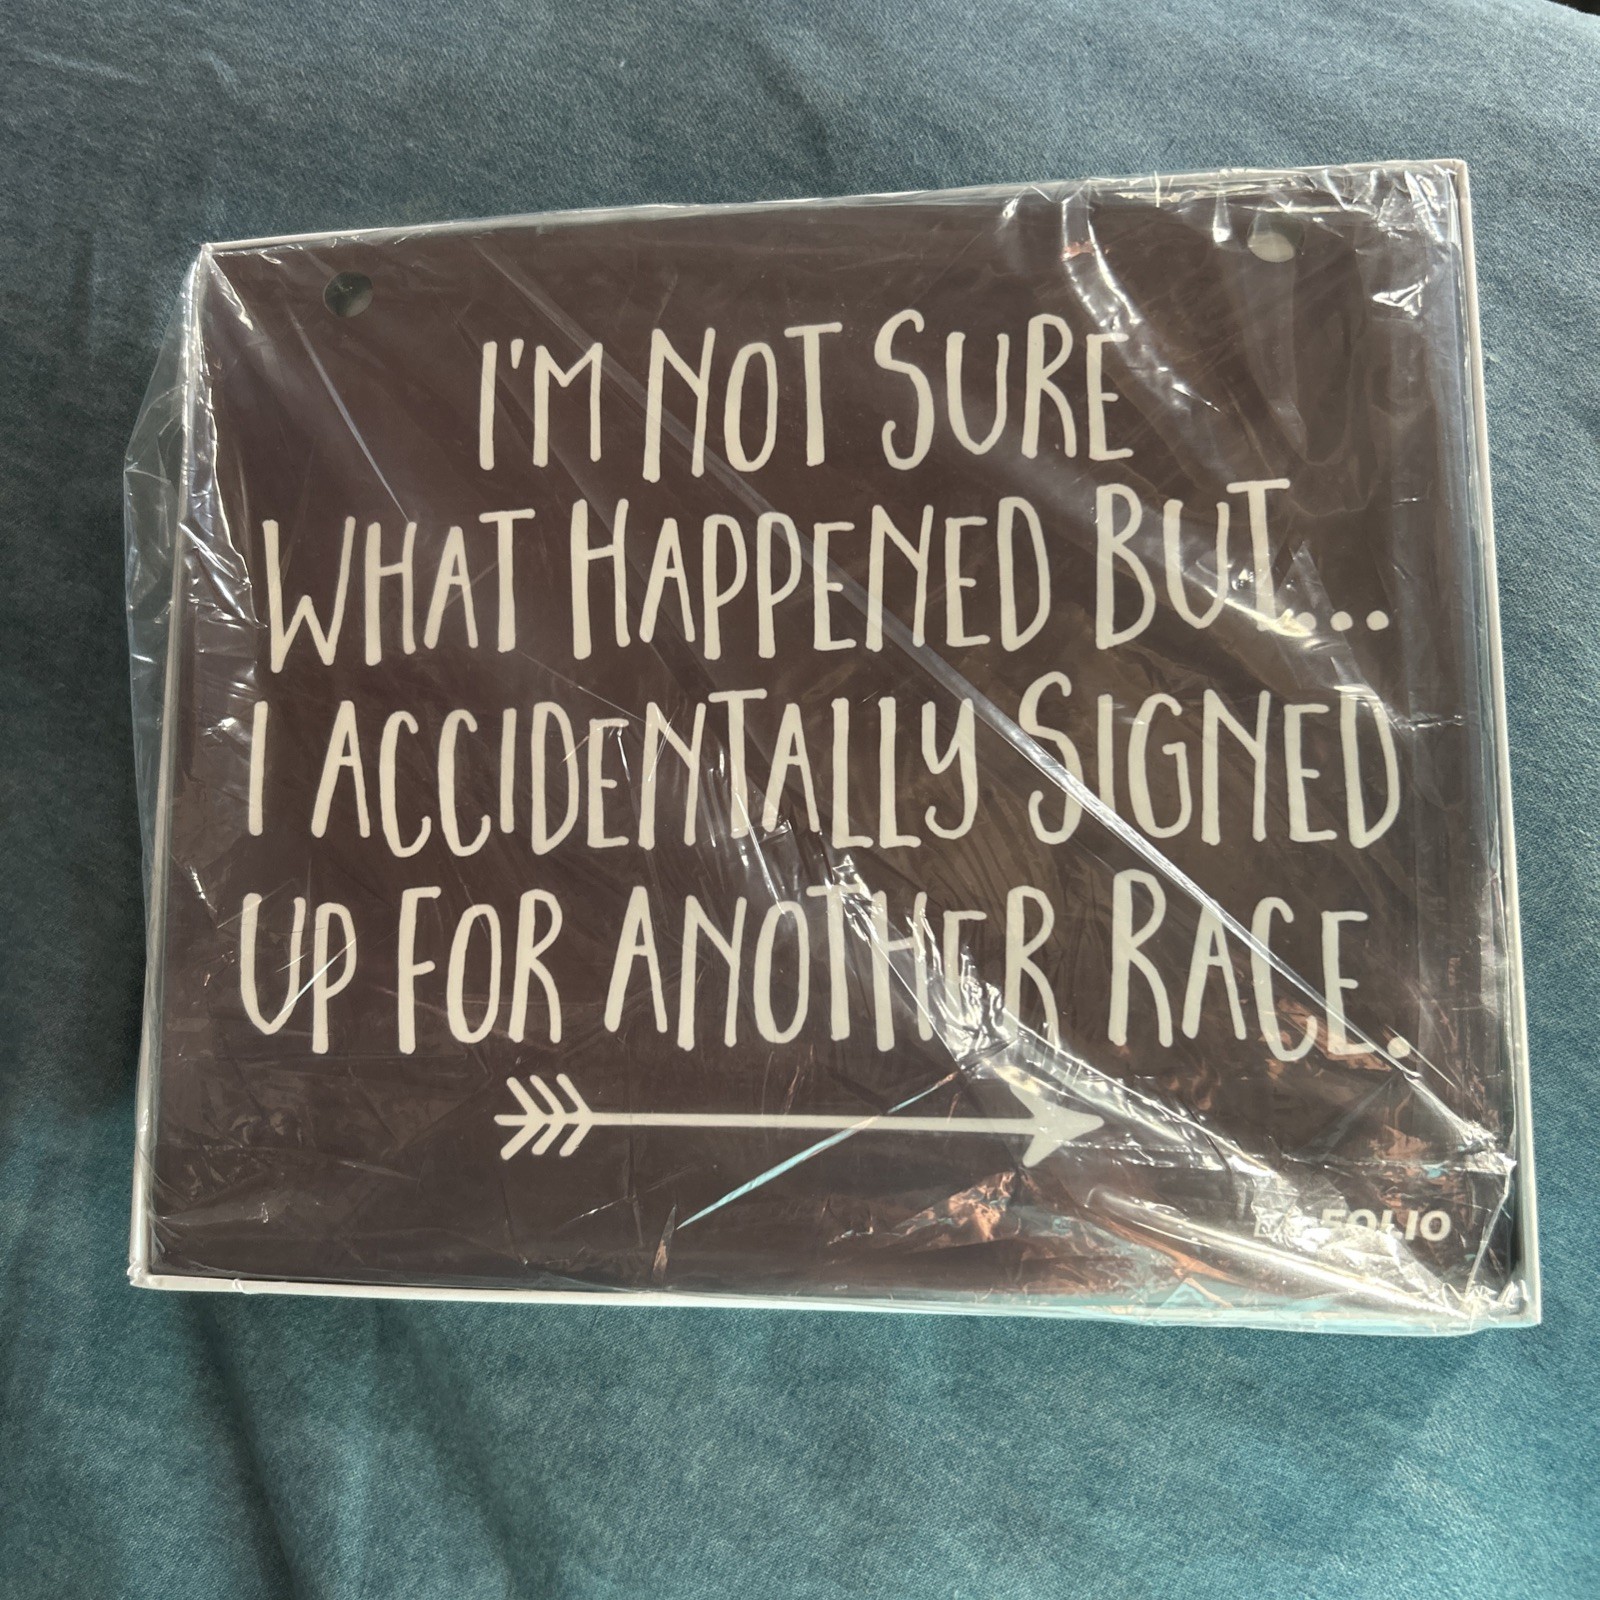 I'M NOT SURE
WHAT HAPPENED BUT...
I ACCIDENTALLY SIGNED
UP FOR ANOTHER RACE.